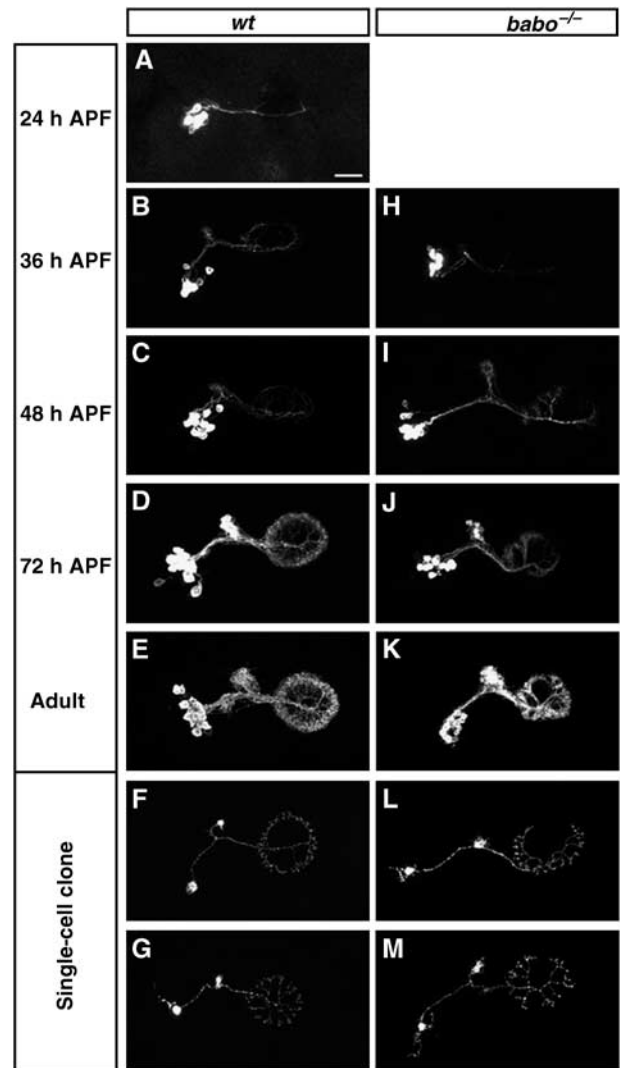 wt babo–/–
24 h APF A
B H
36 h APF
C I
48 h APF
D J
72 h APF
E K
Adult
F L
Single-cell clone
G M